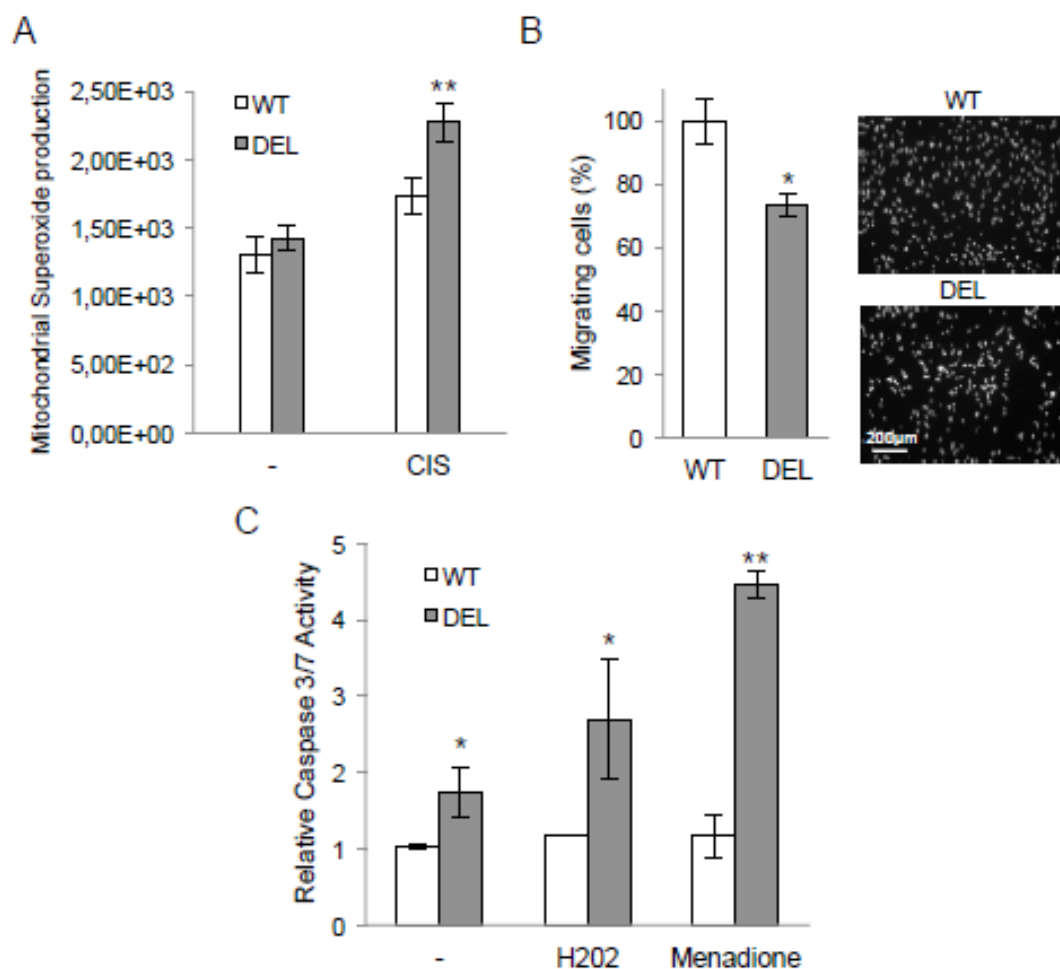 A
Mitochondrial Superoxide production
2,50E+03
2,00E+03
1,50E+03
1,00E+03
5,00E+02
0,00E+00
WT
DEL
**
-
CIS
B
Migrating cells (%)
100
80
60
40
20
0
*
WT
DEL
WT
DEL
200µm
C
Relative Caspase 3/7 Activity
5
4
3
2
1
0
WT
DEL
*
*
**
-
H202
Menadione